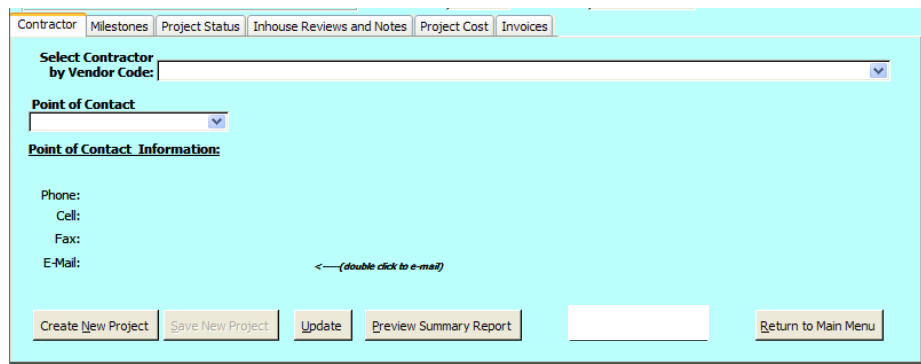 Contractor Milestones Project Status Inhouse Reviews and Notes Project Cost Invoices
Select Contractor
by Vendor Code:
Point of Contact
Point of Contact Information:
Phone:
Cell:
Fax:
E-Mail: <----(double click to e-mail)
Create New Project Save New Project Update Preview Summary Report Return to Main Menu